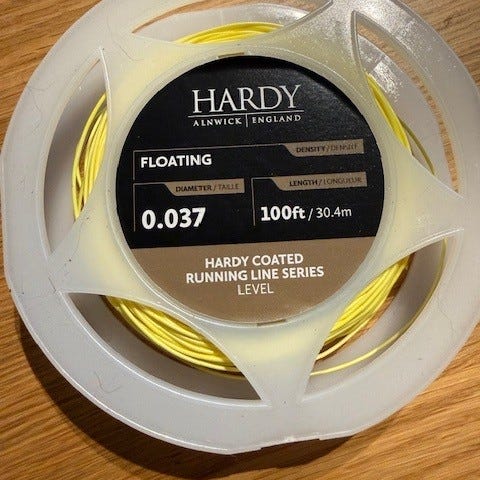 HARDY
ALNWICK | ENGLAND
DENSITY / DENSITÉ
FLOATING
DIAMETER / TAILLE
LENGTH / LONGUEUR
0.037
100ft / 30.4m
HARDY COATED
RUNNING LINE SERIES
LEVEL